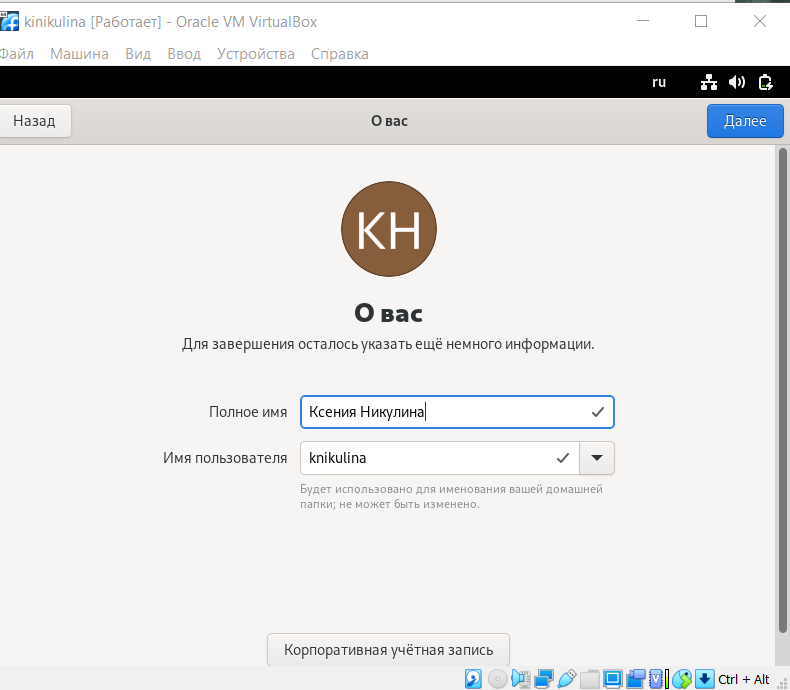 kinikulina [Работает] - Oracle VM VirtualBox
Файл Машина Вид Ввод Устройства Справка
ru
Назад О вас Далее
КН
О вас
Для завершения осталось указать ещё немного информации.
Полное имя Ксения Никулина
Имя пользователя knikulina
Будет использовано для именования вашей домашней
папки; не может быть изменено.
Корпоративная учётная запись
Ctrl + Alt